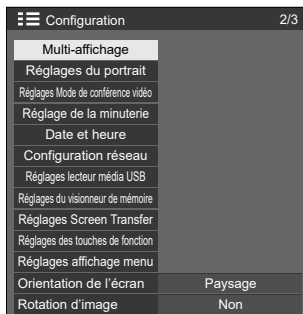 Configuration 2/3
Multi-affichage
Réglages du portrait
Réglages Mode de conférence vidéo
Réglage de la minuterie
Date et heure
Configuration réseau
Réglages lecteur média USB
Réglages du visionneur de mémoire
Réglages Screen Transfer
Réglages des touches de fonction
Réglages affichage menu
Orientation de l'écran Paysage
Rotation d'image Non